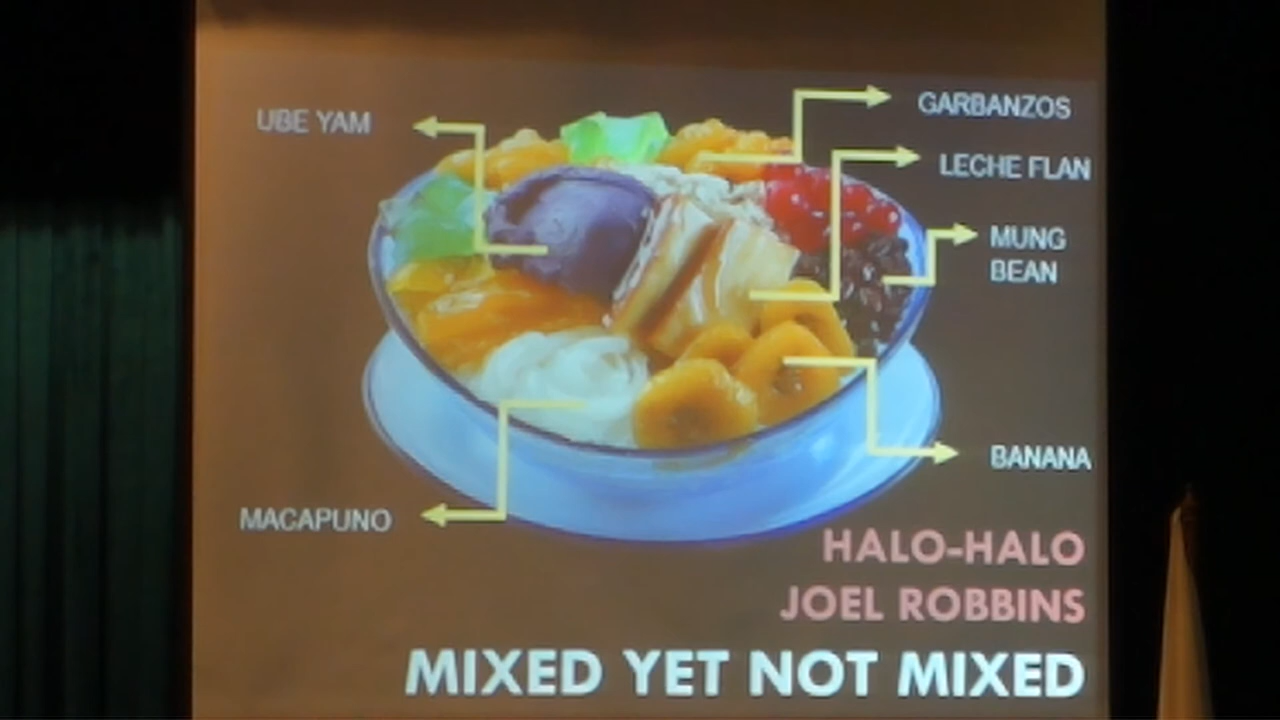 UBE YAM
GARBANZOS
LECHE FLAN
MUNG
BEAN
BANANA
MACAPUNO
HALO-HALO
JOEL ROBBINS
MIXED YET NOT MIXED